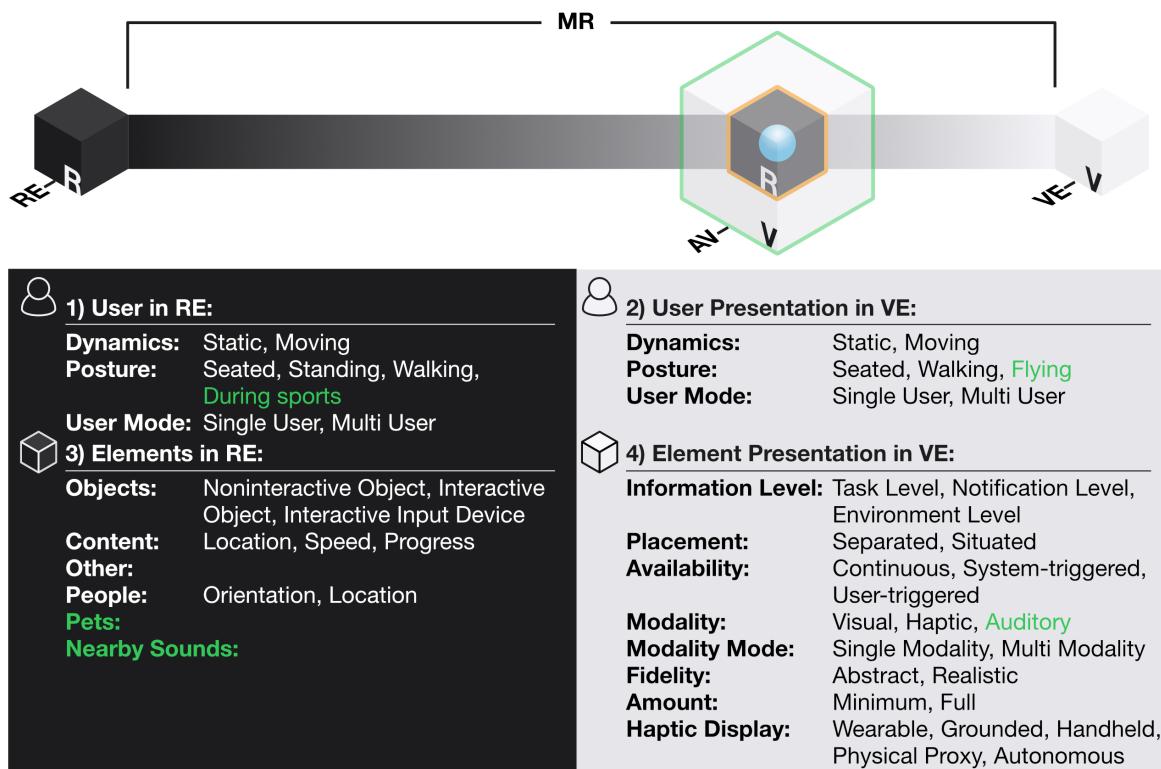 MR
R
RE
R
V
AV
V
VE
1) User in RE:
Dynamics: Static, Moving
Posture: Seated, Standing, Walking,
During sports
User Mode: Single User, Multi User
3) Elements in RE:
Objects: Noninteractive Object, Interactive
Object, Interactive Input Device
Content: Location, Speed, Progress
Other:
People: Orientation, Location
Pets:
Nearby Sounds:
2) User Presentation in VE:
Dynamics: Static, Moving
Posture: Seated, Walking, Flying
User Mode: Single User, Multi User
4) Element Presentation in VE:
Information Level: Task Level, Notification Level,
Environment Level
Placement: Separated, Situated
Availability: Continuous, System-triggered,
User-triggered
Modality: Visual, Haptic, Auditory
Modality Mode: Single Modality, Multi Modality
Fidelity: Abstract, Realistic
Amount: Minimum, Full
Haptic Display: Wearable, Grounded, Handheld,
Physical Proxy, Autonomous